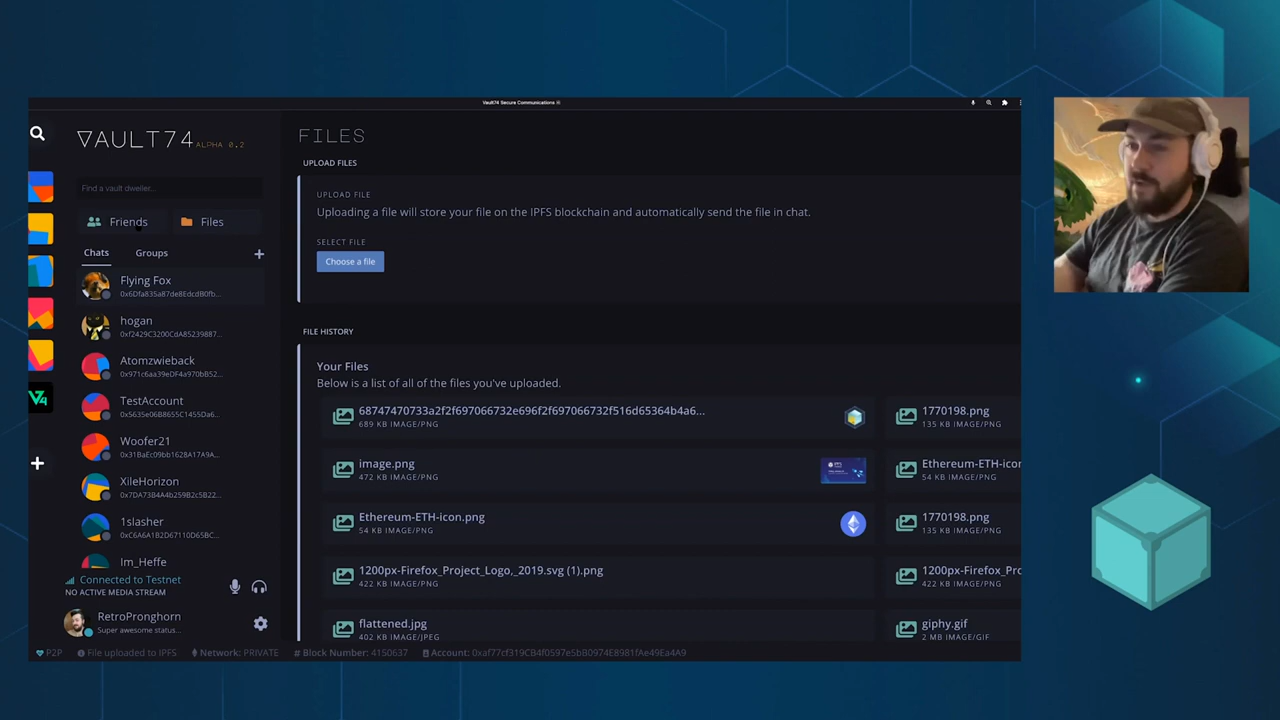 Vault74 Secure Communications
VAULT74 ALPHA 0.2
Find a vault dweller...
Friends
Files
Chats
Groups
Flying Fox
hogan
Atomzwieback
TestAccount
Woofer21
XileHorizon
1slasher
Im_Heffe
Connected to Testnet
NO ACTIVE MEDIA STREAM
RetroPronghorn
Super awesome status...
FILES
UPLOAD FILES
UPLOAD FILE
Uploading a file will store your file on the IPFS blockchain and automatically send the file in chat.
SELECT FILE
Choose a file
FILE HISTORY
Your Files
Below is a list of all of the files you've uploaded.
68747470733a2f2f697066732e696f2f697066732f516d65364b4a6...
689 KB IMAGE/PNG
1770198.png
135 KB IMAGE/PNG
image.png
472 KB IMAGE/PNG
Ethereum-ETH-icon
54 KB IMAGE/PNG
Ethereum-ETH-icon.png
54 KB IMAGE/PNG
1770198.png
135 KB IMAGE/PNG
1200px-Firefox_Project_Logo,_2019.svg (1).png
422 KB IMAGE/PNG
1200px-Firefox_Pro
422 KB IMAGE/PNG
flattened.jpg
402 KB IMAGE/JPEG
giphy.gif
2 MB IMAGE/GIF
P2P
File uploaded to IPFS
Network: PRIVATE
# Block Number: 4150637
Account: